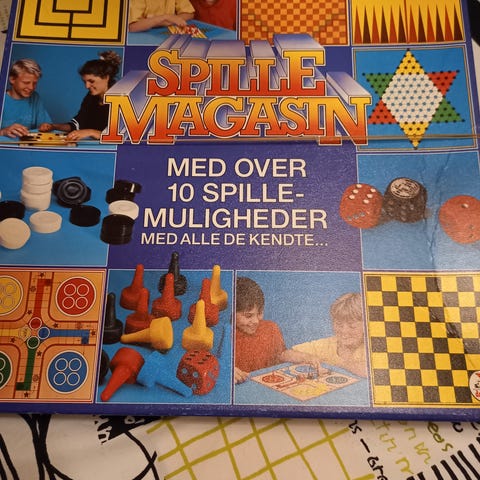 SPILLE
MAGASIN
MED OVER
10 SPILLE-
MULIGHEDER
MED ALLE DE KENDTE...